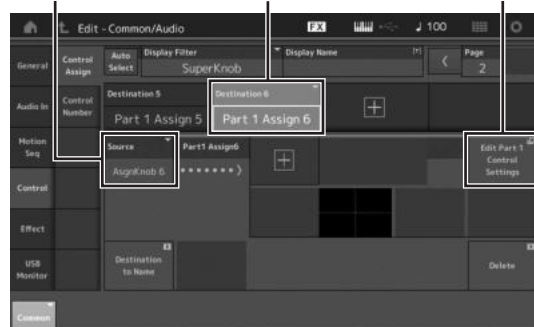 Edit - Common/Audio
FX
100
General
Control Assign
Auto Select
Display Filter
SuperKnob
Display Name
Page
2
Audio In
Control Number
Destination 5
Part 1 Assign 5
Destination 6
Part 1 Assign 6
Motion Seq
Source
AsgnKnob 6
Part1 Assign6
Edit Part 1
Control
Settings
Control
Effect
USB Monitor
Destination
to Name
Delete
Common